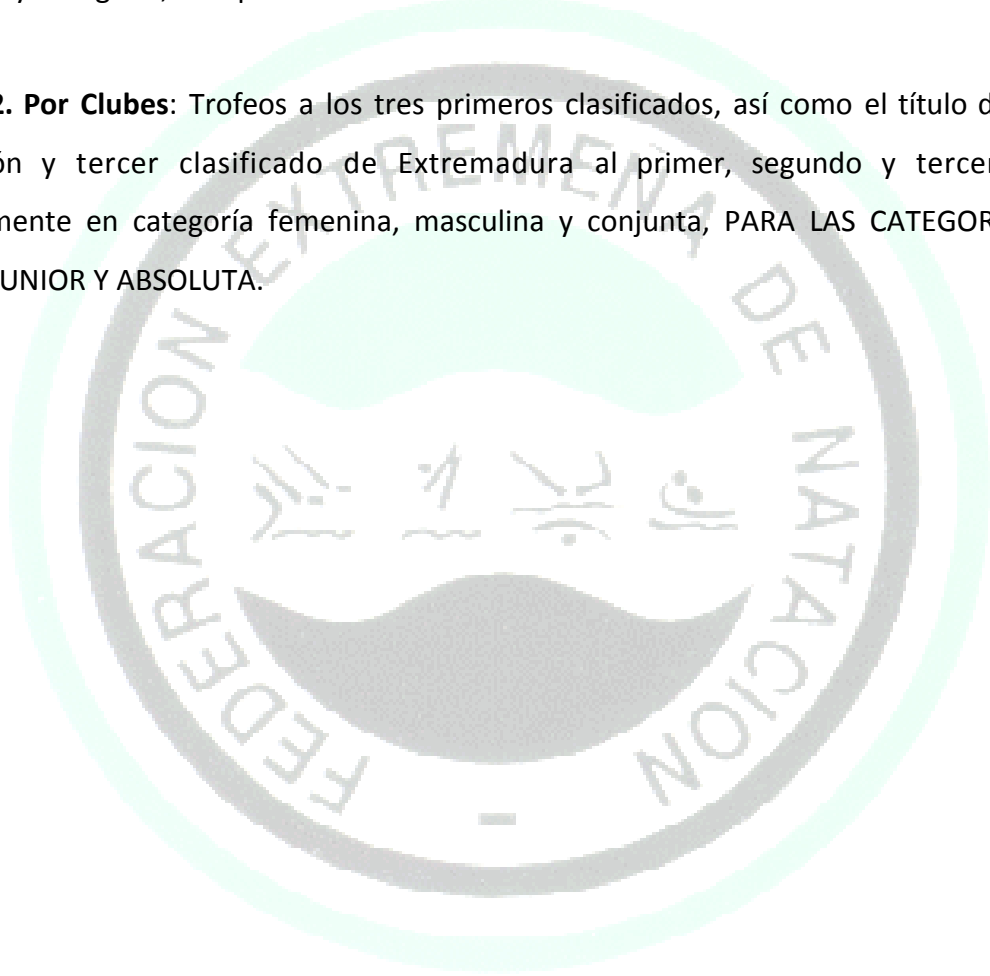 2. Por Clubes: Trofeos a los tres primeros clasificados, así como el título d
ón y tercer clasificado de Extremadura al primer, segundo y tercer
mente en categoría femenina, masculina y conjunta, PARA LAS CATEGOR
UNIOR Y ABSOLUTA.
FEDERACION EXTREMEÑA DE NATACION